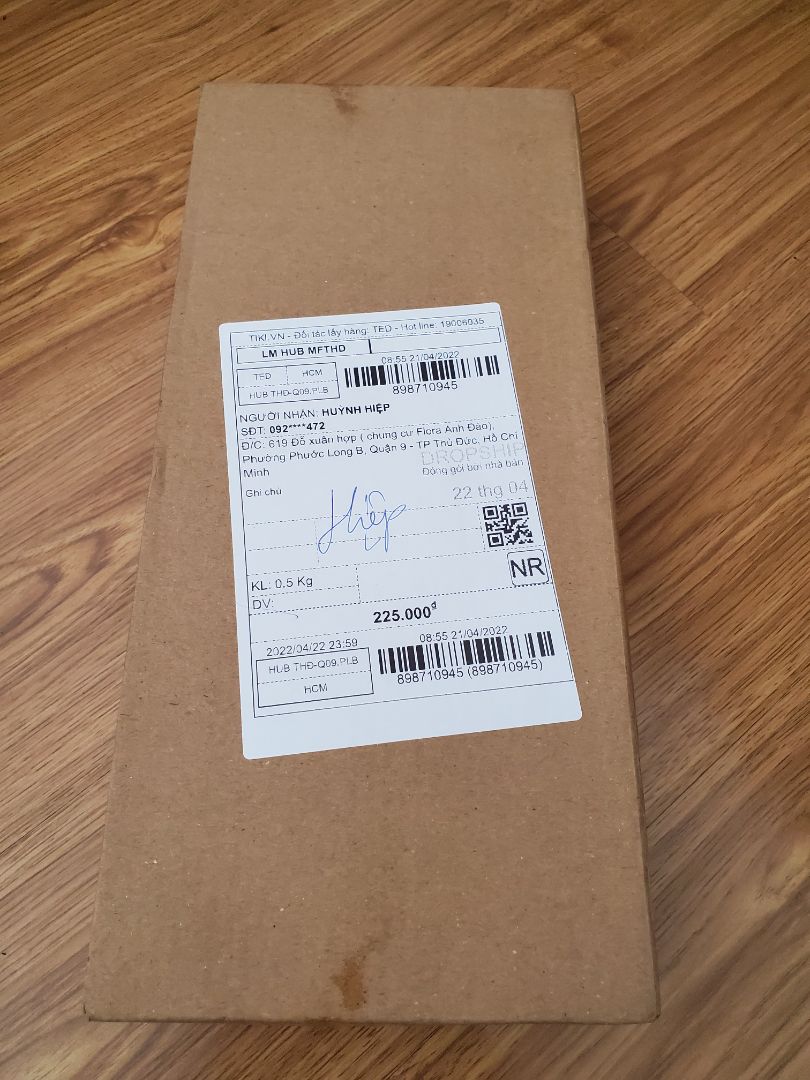 TIKI.VN - Đối tác lấy hàng: TED - Hot line: 19006035
LM HUB MFTHD
TED HCM
HUB THĐ-Q09.PLB
08:55 21/04/2022
898710945
NGƯỜI NHẬN: HUỲNH HIỆP
SĐT: 092****472
Đ/C: 619 Đỗ xuân hợp ( chung cư Flora Anh Đào),
Phường Phước Long B, Quận 9 - TP Thủ Đức, Hồ Chí
Minh
DROPSHIP
Đóng gói bởi nhà bán
Ghi chú
22 thg 04
Hiệp
NR
KL: 0.5 Kg
DV:
225.000đ
2022/04/22 23:59
HUB THĐ-Q09.PLB
HCM
08:55 21/04/2022
898710945 (898710945)